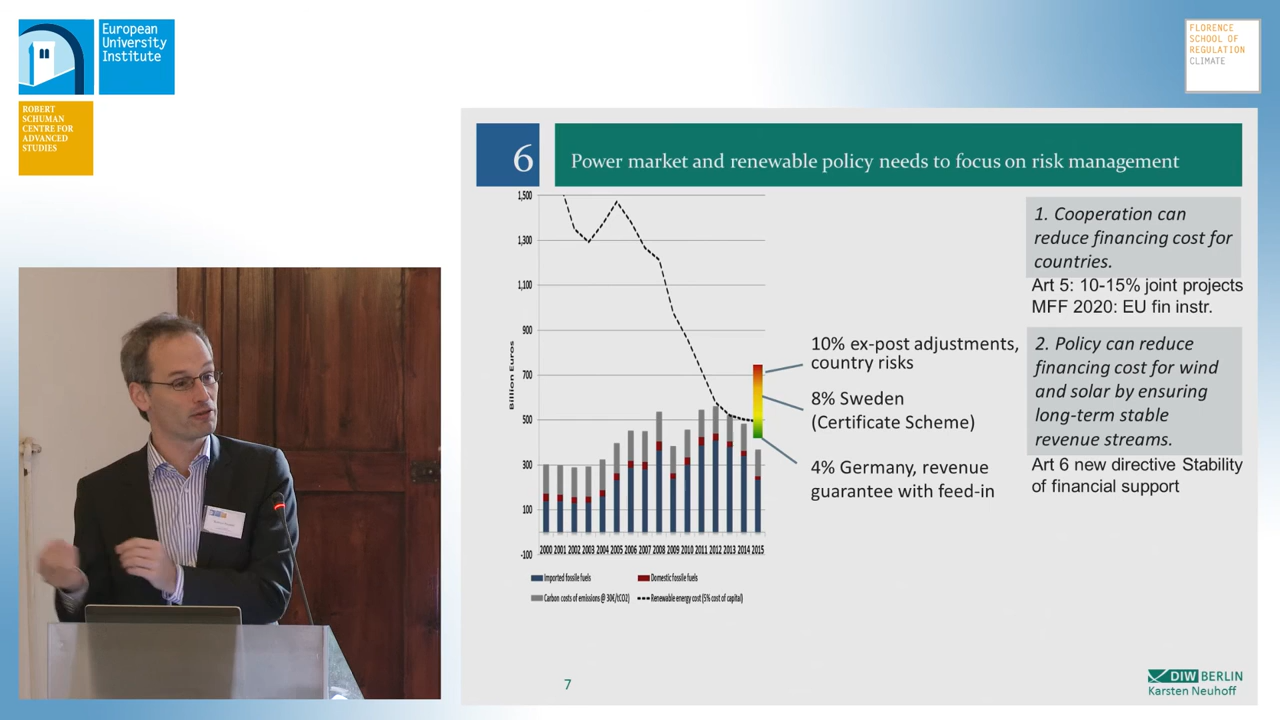 European
University
Institute
ROBERT
SCHUMAN
CENTRE FOR
ADVANCED
STUDIES
FLORENCE
SCHOOL OF
REGULATION
CLIMATE
6
Power market and renewable policy needs to focus on risk management
Billion Euros
1,500
1,300
1,100
900
700
500
300
100
-100
2000 2001 2002 2003 2004 2005 2006 2007 2008 2009 2010 2011 2012 2013 2014 2015
Imported fossile fuels
Domestic fossile fuels
Carbon costs of emissions @ 30€/tCO2)
Renewable energy cost (5% cost of capital)
10% ex-post adjustments,
country risks
8% Sweden
(Certificate Scheme)
4% Germany, revenue
guarantee with feed-in
1. Cooperation can
reduce financing cost for
countries.
Art 5: 10-15% joint projects
MFF 2020: EU fin instr.
2. Policy can reduce
financing cost for wind
and solar by ensuring
long-term stable
revenue streams.
Art 6 new directive Stability
of financial support
7
DIW BERLIN
Karsten Neuhoff